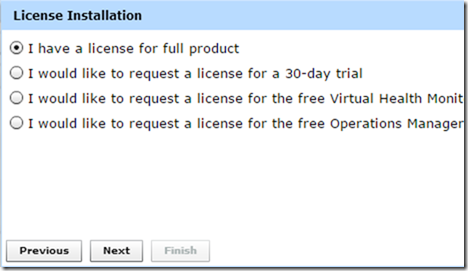 License Installation
I have a license for full product
I would like to request a license for a 30-day trial
I would like to request a license for the free Virtual Health Monit
I would like to request a license for the free Operations Manager
Previous Next Finish